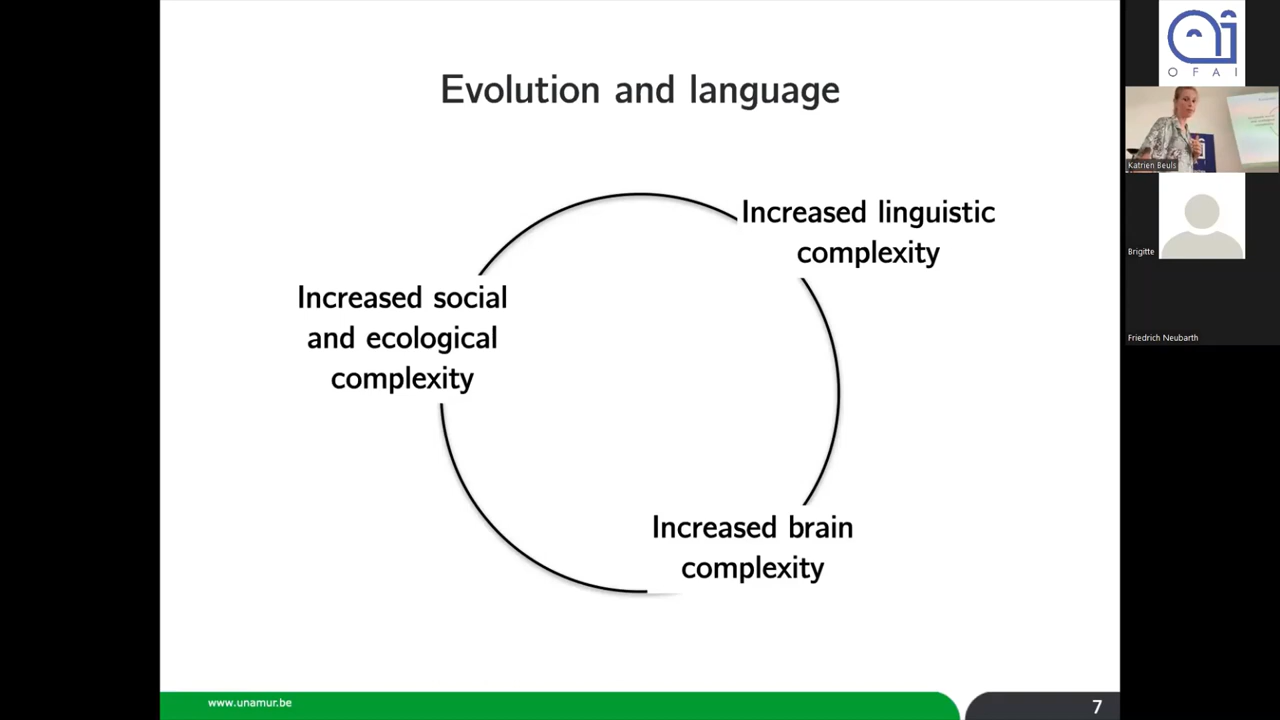 Evolution and language
Increased linguistic
complexity
Increased social
and ecological
complexity
Increased brain
complexity
www.unamur.be
7
OFAI
Katrien Beuls
Brigitte
Friedrich Neubarth